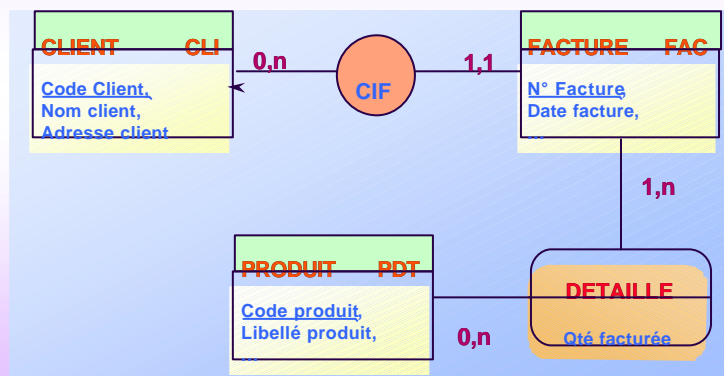 CLIENT CLI
Code Client,
Nom client,
Adresse client
0,n
CIF
1,1
FACTURE FAC
N° Facture,
Date facture,
...
1,n
PRODUIT PDT
Code produit,
Libellé produit,
...
0,n
DETAILLE
Qté facturée